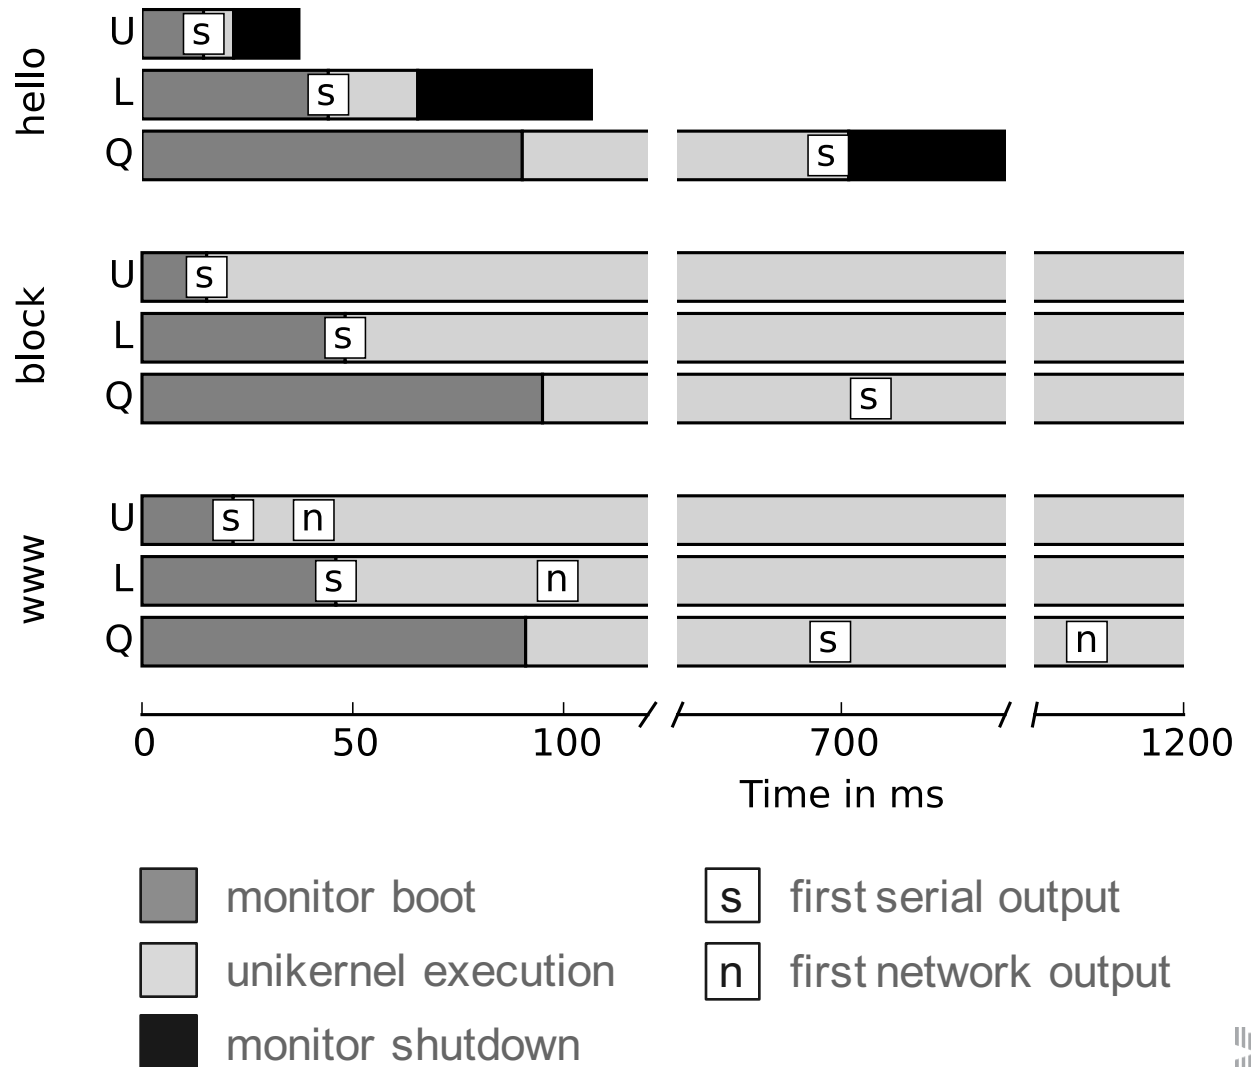 hello
U s
L s
Q s
block
U s
L s
Q s
www
U s n
L s n
Q s n
0 50 100 700 1200
Time in ms
monitor boot
s first serial output
unikernel execution
n first network output
monitor shutdown